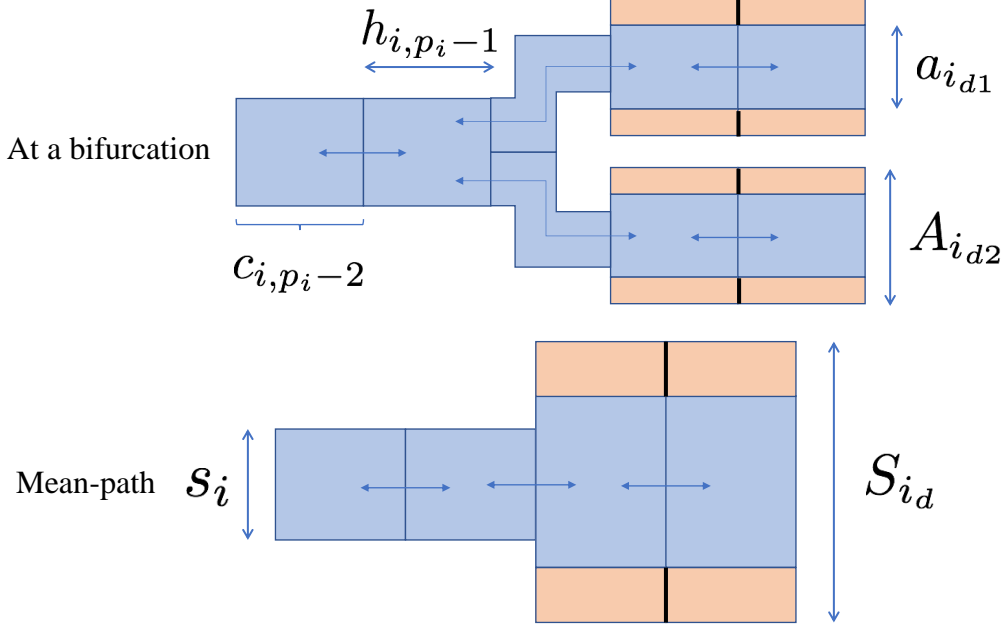 h_{i,p_i-1}
a_{i_{d1}}
At a bifurcation
A_{i_{d2}}
c_{i,p_i-2}
Mean-path
s_i
S_{i_d}